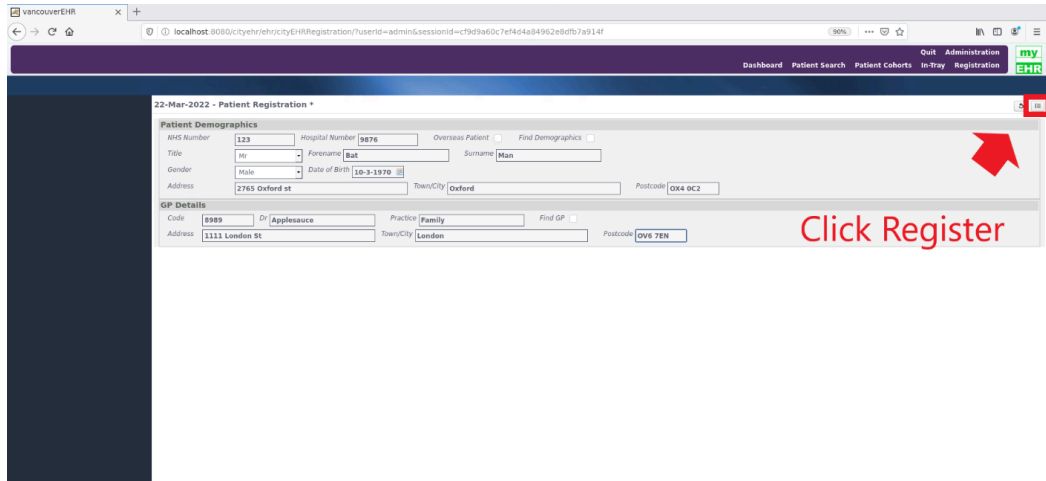 vancouverEHR
localhost:8080/cityehr/ehr/cityEHRRegistration/?userId=admin&sessionId=cf9d9a60c7ef4d4a84962e8dfb7a914f 90%
Quit Administration
Dashboard Patient Search Patient Cohorts In-Tray Registration
my
EHR
22-Mar-2022 - Patient Registration *
Patient Demographics
NHS Number 123 Hospital Number 9876 Overseas Patient Find Demographics
Title Mr Forename Bat Surname Man
Gender Male Date of Birth 10-3-1970
Address 2765 Oxford st Town/City Oxford Postcode OX4 0C2
GP Details
Code 8989 Dr Applesauce Practice Family Find GP
Address 1111 London St Town/City London Postcode OV6 7EN
Click Register